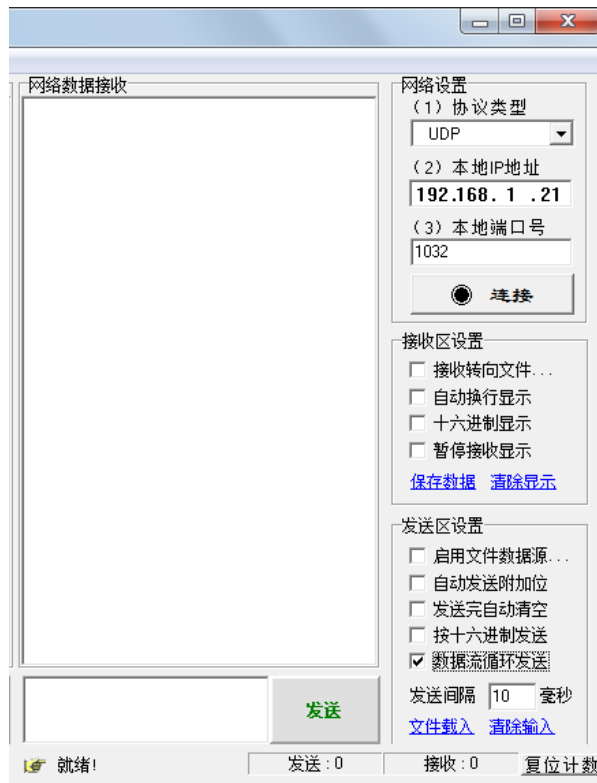 网络数据接收
网络设置
（1）协议类型
UDP
（2）本地IP地址
192.168. 1 .21
（3）本地端口号
1032
连接
接收区设置
接收转向文件...
自动换行显示
十六进制显示
暂停接收显示
保存数据 清除显示
发送区设置
启用文件数据源...
自动发送附加位
发送完自动清空
按十六进制发送
数据流循环发送
发送间隔 10 毫秒
文件载入 清除输入
发送
就绪!
发送 : 0
接收 : 0
复位计数